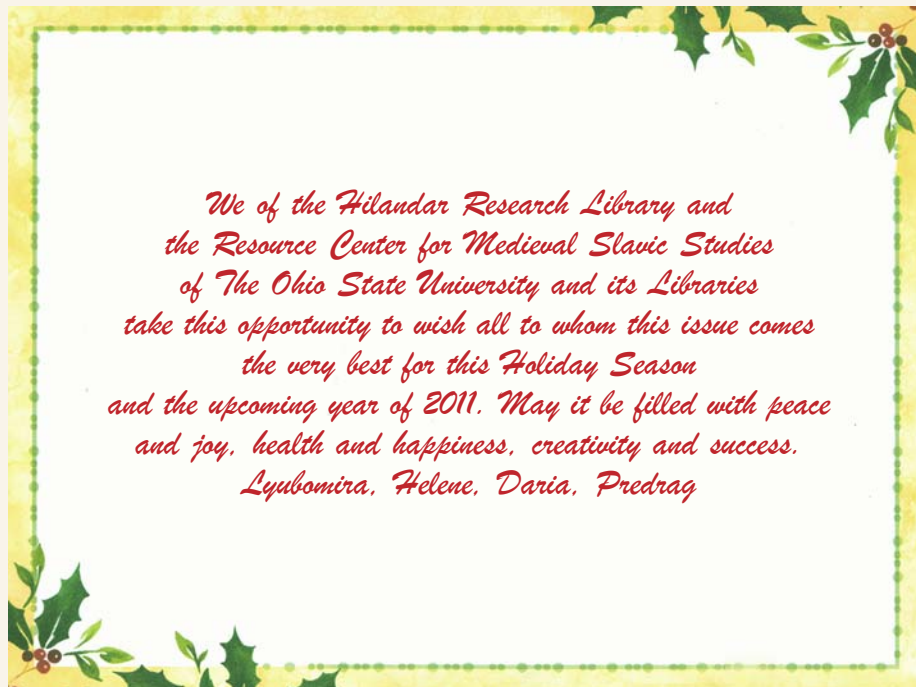 We of the Hilandar Research Library and
the Resource Center for Medieval Slavic Studies
of The Ohio State University and its Libraries
take this opportunity to wish all to whom this issue comes
the very best for this Holiday Season
and the upcoming year of 2011. May it be filled with peace
and joy, health and happiness, creativity and success.
Lyubomira, Helene, Daria, Predrag